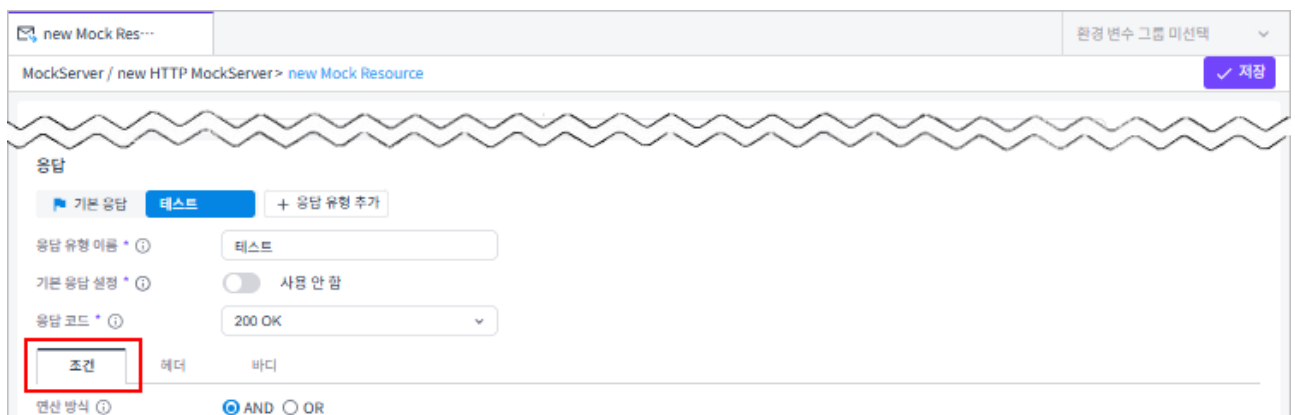 new Mock Res··· 환경 변수 그룹 미선택
MockServer / new HTTP MockServer> new Mock Resource 저장
응답
기본 응답 테스트 + 응답 유형 추가
응답 유형 이름 * 테스트
기본 응답 설정 * 사용 안 함
응답 코드 * 200 OK
조건 헤더 바디
연산 방식 AND OR